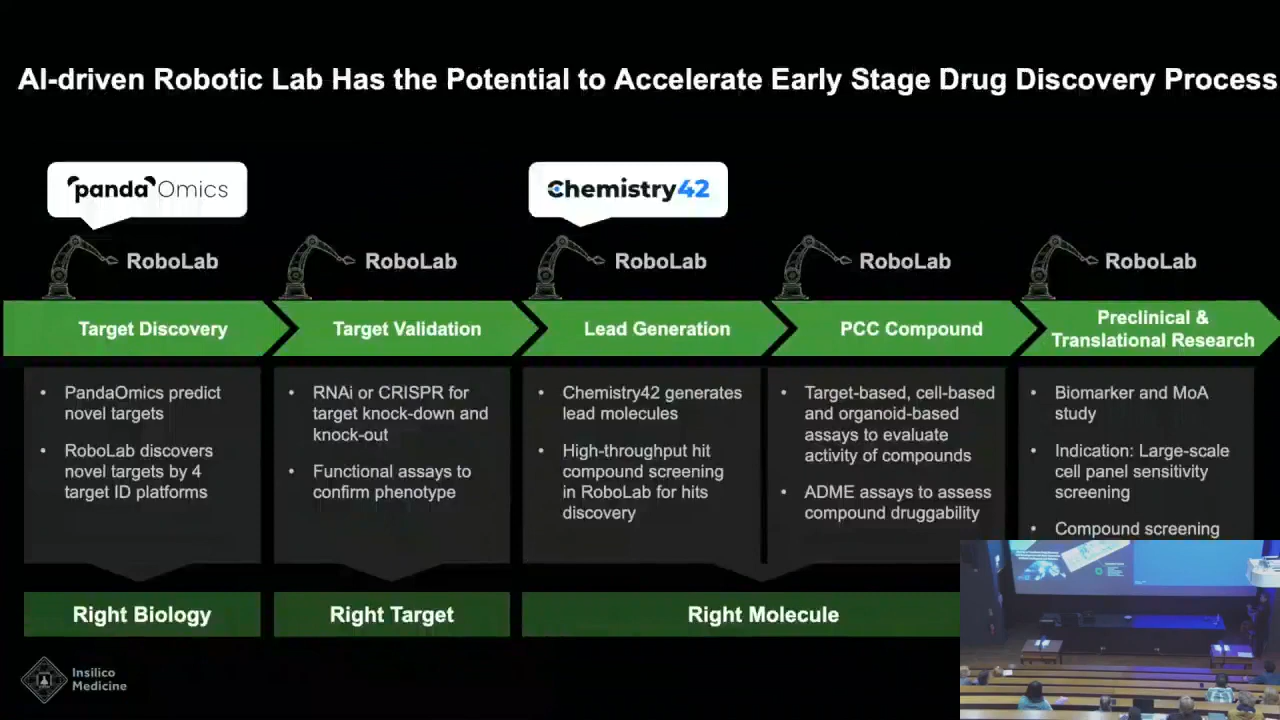 AI-driven Robotic Lab Has the Potential to Accelerate Early Stage Drug Discovery Process
pandaOmics
Chemistry42
RoboLab
RoboLab
RoboLab
RoboLab
RoboLab
Target Discovery
Target Validation
Lead Generation
PCC Compound
Preclinical &
Translational Research
• PandaOmics predict
novel targets
• RoboLab discovers
novel targets by 4
target ID platforms
• RNAi or CRISPR for
target knock-down and
knock-out
• Functional assays to
confirm phenotype
• Chemistry42 generates
lead molecules
• High-throughput hit
compound screening
in RoboLab for hits
discovery
• Target-based, cell-based
and organoid-based
assays to evaluate
activity of compounds
• ADME assays to assess
compound druggability
• Biomarker and MoA
study
• Indication: Large-scale
cell panel sensitivity
screening
• Compound screening
Right Biology
Right Target
Right Molecule
Insilico
Medicine